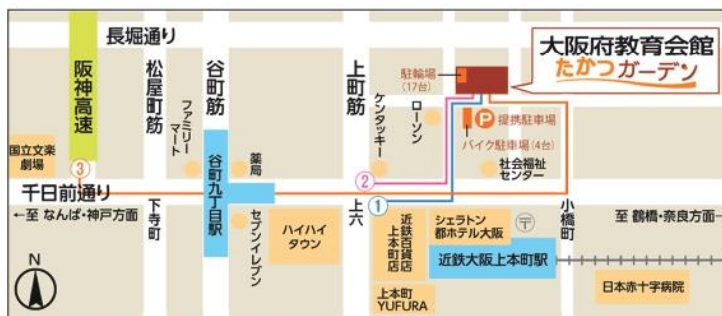 長堀通り
阪神高速
松屋町筋
谷町筋
上町筋
大阪府教育会館
たかつガーデン
駐輪場
(17台)
ファミリーマート
ケンタッキー
ローソン
P 提携駐車場
バイク駐車場(4台)
国立文楽
劇場
3
谷町九丁目駅
薬局
2
社会福祉
センター
千日前通り
1
←至 なんば・神戸方面
下寺町
セブンイレブン
ハイハイ
タウン
上六
近鉄百貨店
上本町店
シェラトン
都ホテル大阪
〒
小橋町
至 鶴橋・奈良方面→
近鉄大阪上本町駅
N
上本町
YUFURA
日本赤十字病院